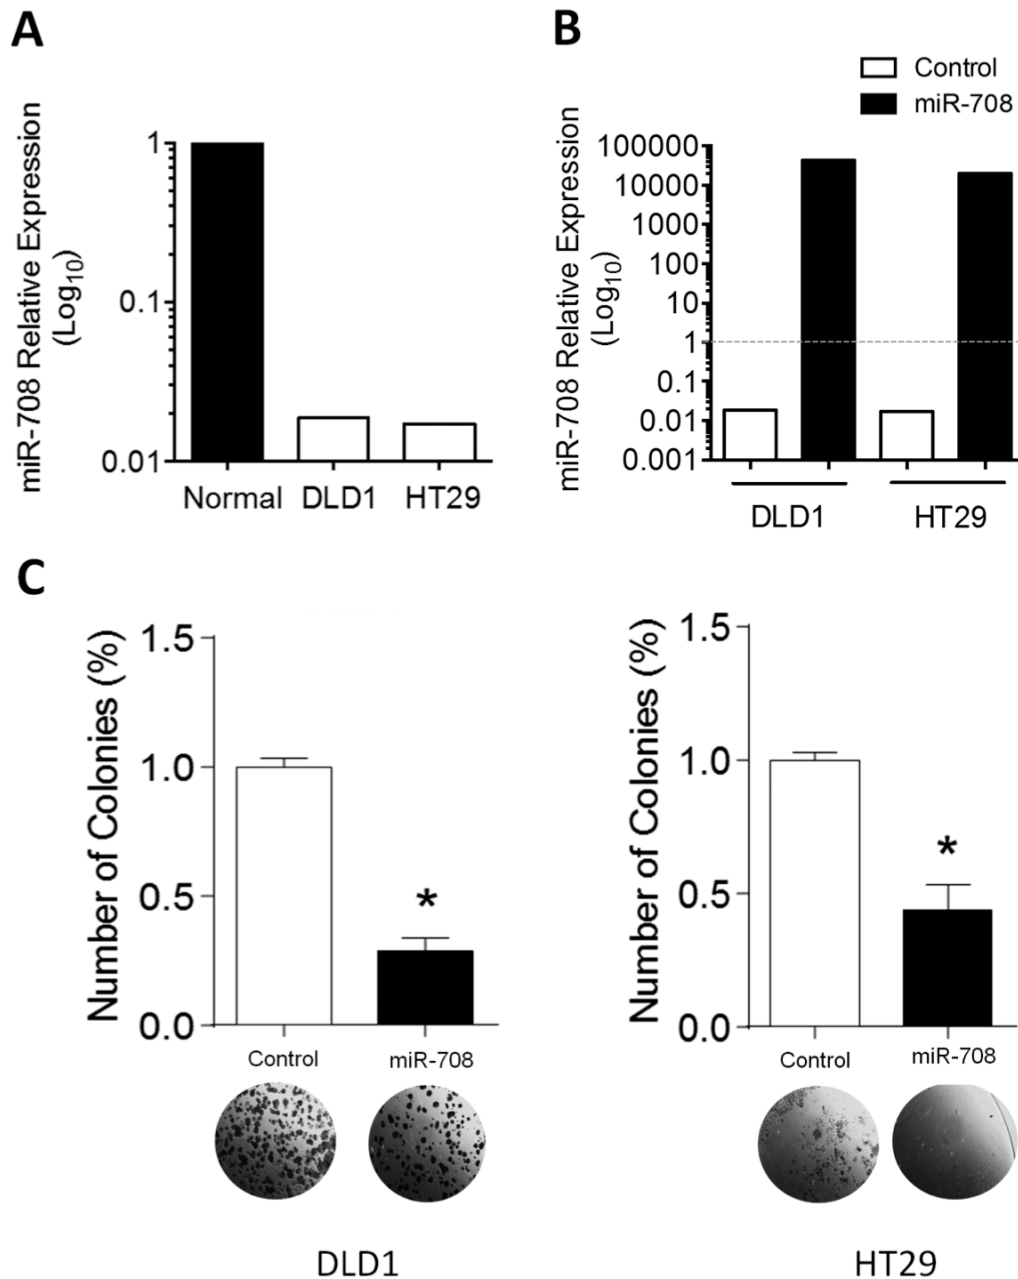 A
miR-708 Relative Expression
(Log10)
1
0.1
0.01
Normal DLD1 HT29
B
Control
miR-708
miR-708 Relative Expression
(Log10)
100000
10000
1000
100
10
1
0.1
0.01
0.001
DLD1 HT29
C
Number of Colonies (%)
1.5
1.0
0.5
0.0
Control miR-708
DLD1
Number of Colonies (%)
1.5
1.0
*
0.5
0.0
*
Control miR-708
HT29